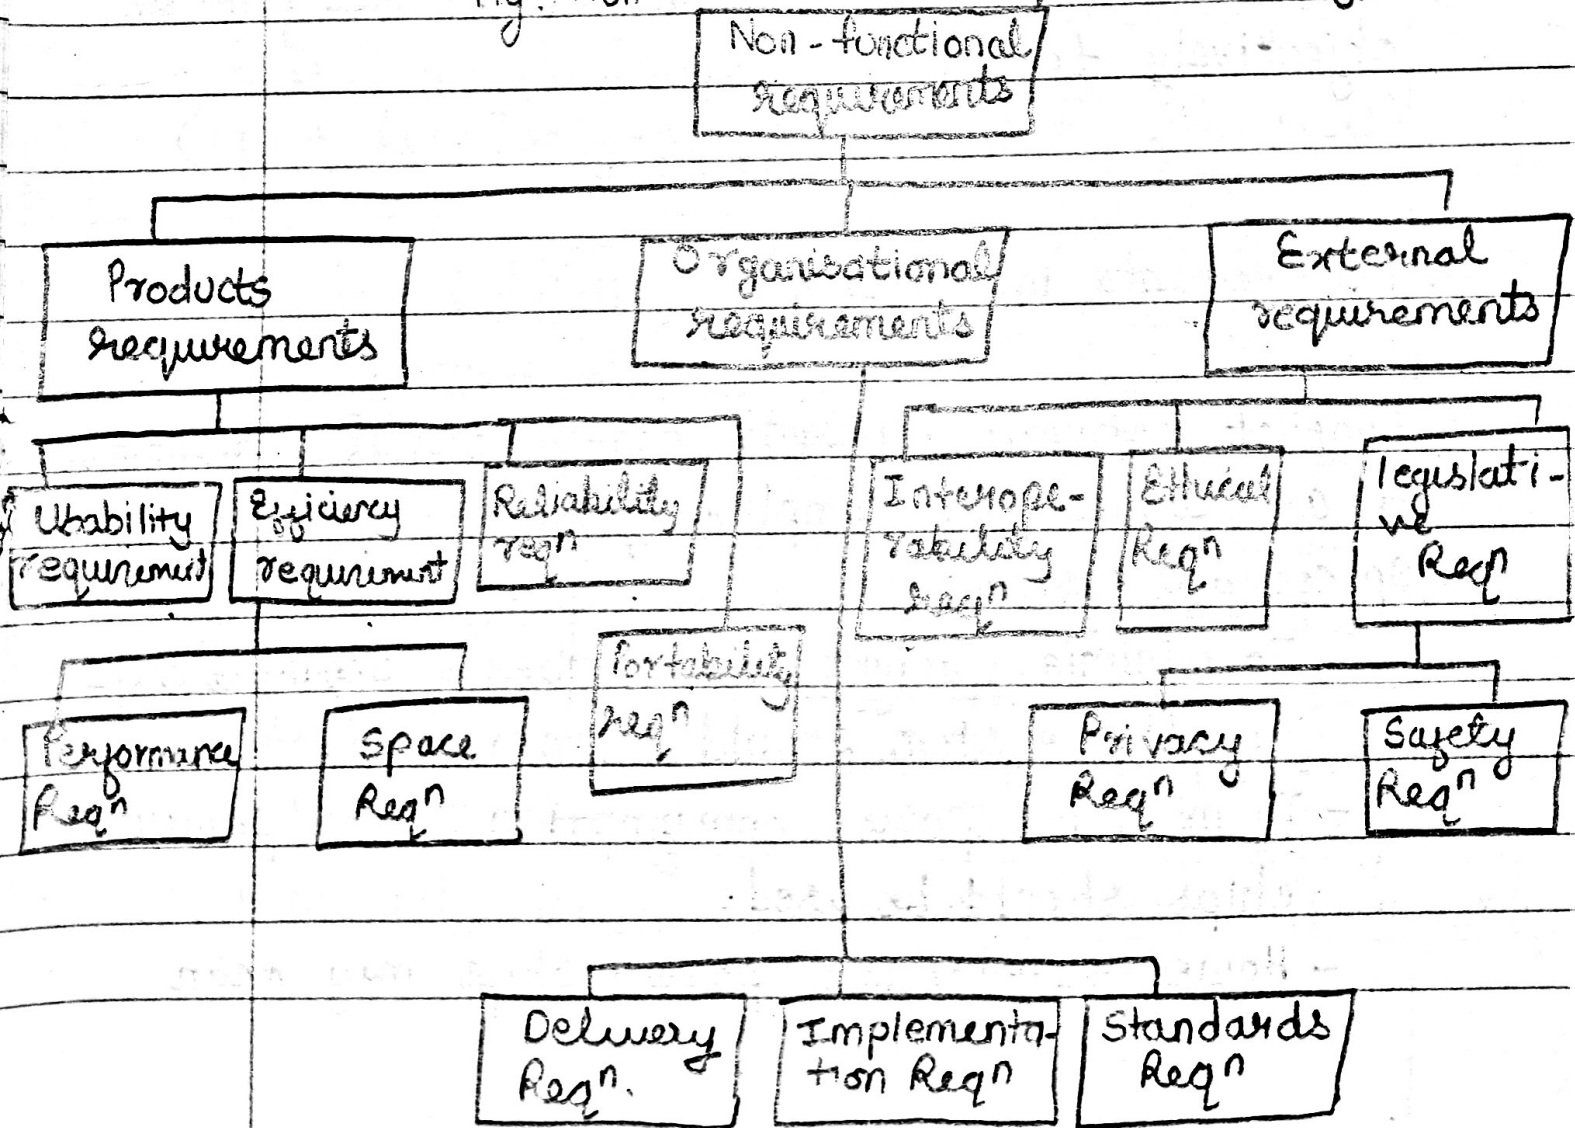 Non-functional
requirements
Products
requirements
Organisational
requirements
External
requirements
Usability
requirement
Efficiency
requirement
Reliability
reqⁿ
Interope-
rability
reqⁿ
Ethical
Reqⁿ
legislati-
ve
Reqⁿ
Portability
reqⁿ
Performance
Reqⁿ
Space
Reqⁿ
Privacy
Reqⁿ
Safety
Reqⁿ
Delivery
Reqⁿ.
Implementa-
tion Reqⁿ
Standards
Reqⁿ